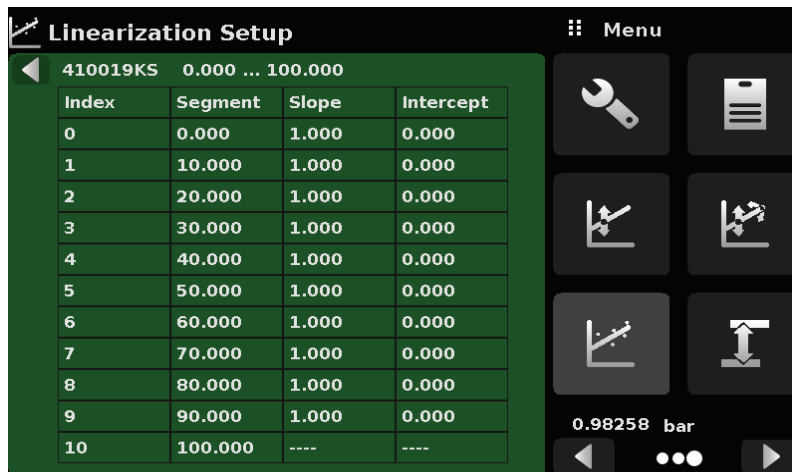 Linearization Setup
Menu
410019KS 0.000 ... 100.000
Index Segment Slope Intercept
0 0.000 1.000 0.000
1 10.000 1.000 0.000
2 20.000 1.000 0.000
3 30.000 1.000 0.000
4 40.000 1.000 0.000
5 50.000 1.000 0.000
6 60.000 1.000 0.000
7 70.000 1.000 0.000
8 80.000 1.000 0.000
9 90.000 1.000 0.000
10 100.000 ---- ----
0.98258 bar